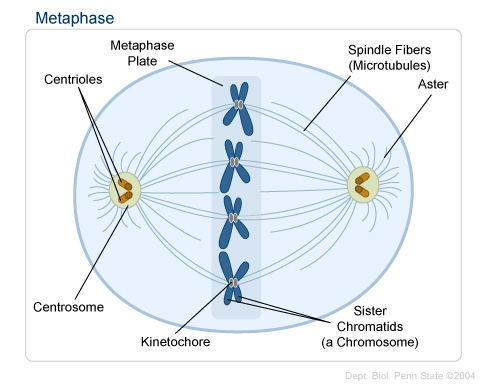 Metaphase
Metaphase
Plate
Spindle Fibers
(Microtubules)
Centrioles
Aster
Centrosome
Kinetochore
Sister
Chromatids
(a Chromosome)
Dept. Biol. Penn State ©2004